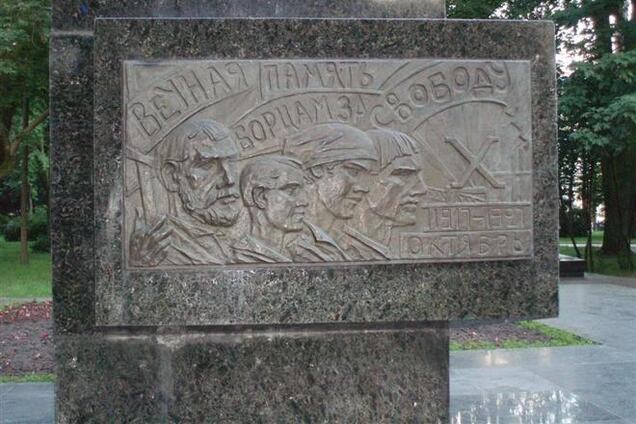 ВЕЧНАЯ ПАМЯТЬ
БОРЦАМ ЗА СВОБОДУ
X
1917-1927
ОКТЯБРЬ